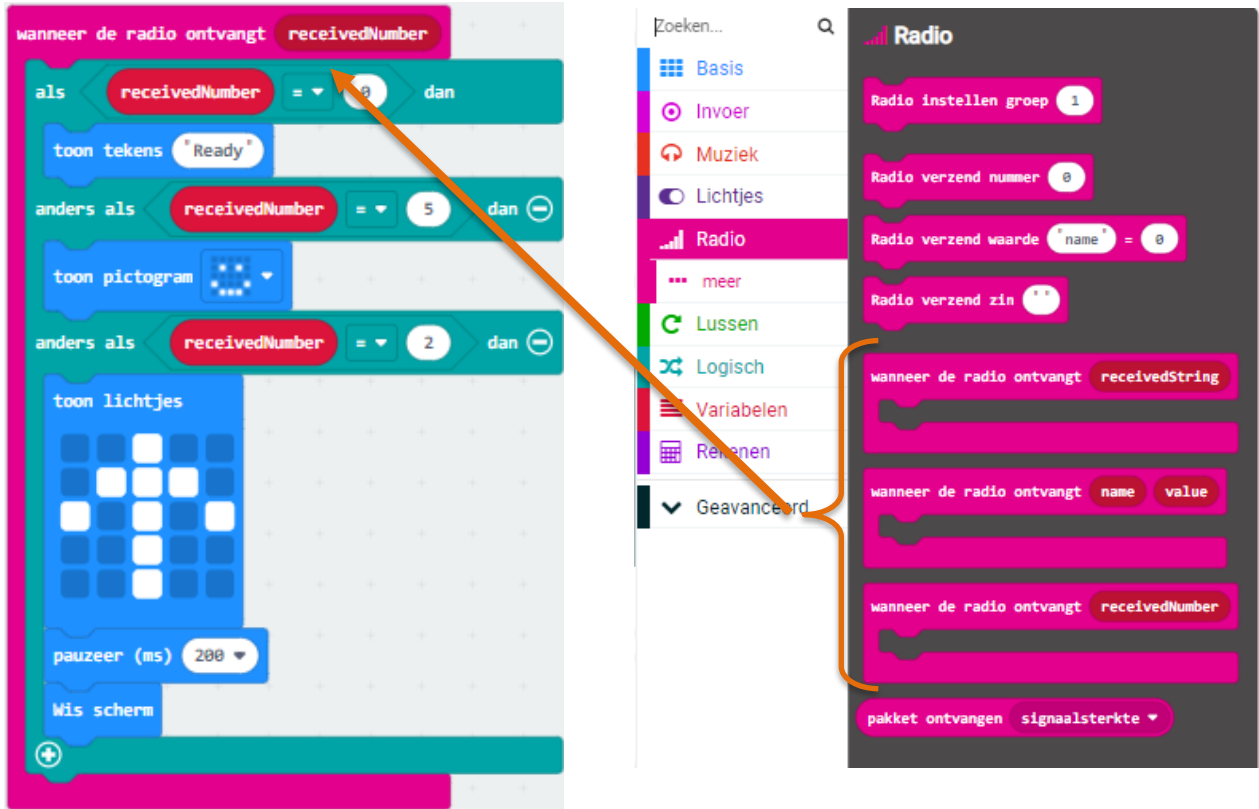 wanneer de radio ontvangt receivedNumber
als receivedNumber = 0 dan
toon tekens "Ready"
anders als receivedNumber = 5 dan
toon pictogram
anders als receivedNumber = 2 dan
toon lichtjes
pauzeer (ms) 200
Wis scherm
Zoeken...
Basis
Invoer
Muziek
Lichtjes
Radio
meer
Lussen
Logisch
Variabelen
Rekenen
Geavanceerd
Radio
Radio instellen groep 1
Radio verzend nummer 0
Radio verzend waarde "name" = 0
Radio verzend zin " "
wanneer de radio ontvangt receivedString
wanneer de radio ontvangt name value
wanneer de radio ontvangt receivedNumber
pakket ontvangen signaalsterkte